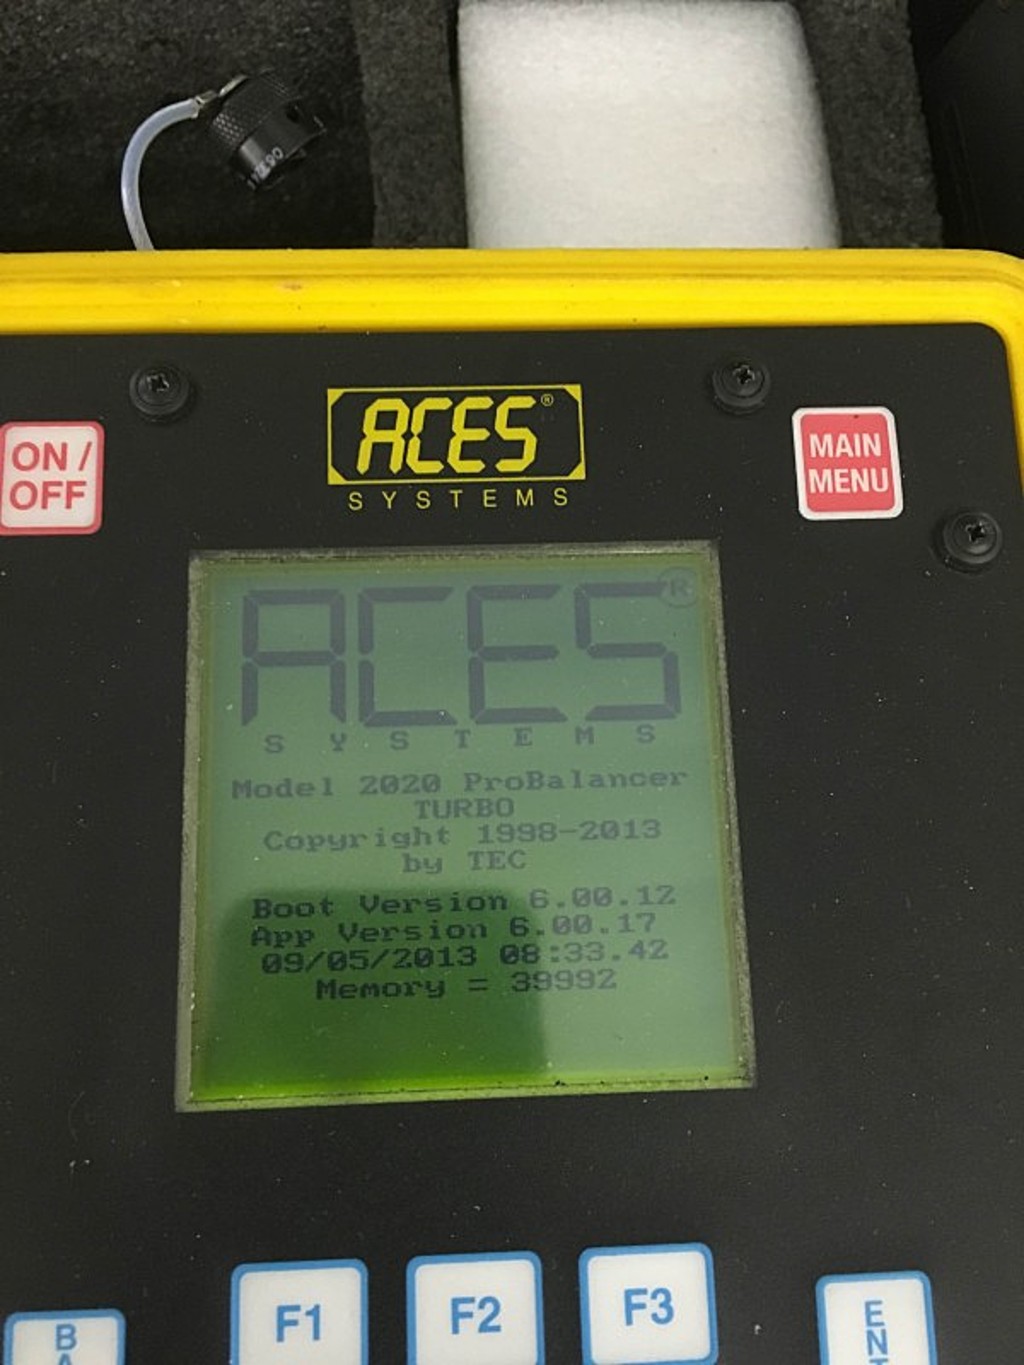 ACES®
SYSTEMS
ON /
OFF
MAIN
MENU
ACES®
SYSTEMS
Model 2020 ProBalancer
TURBO
Copyright 1998-2013
by TEC
Boot Version 6.00.12
App Version 6.00.17
09/05/2013 08:33.42
Memory = 39992
F1
F2
F3